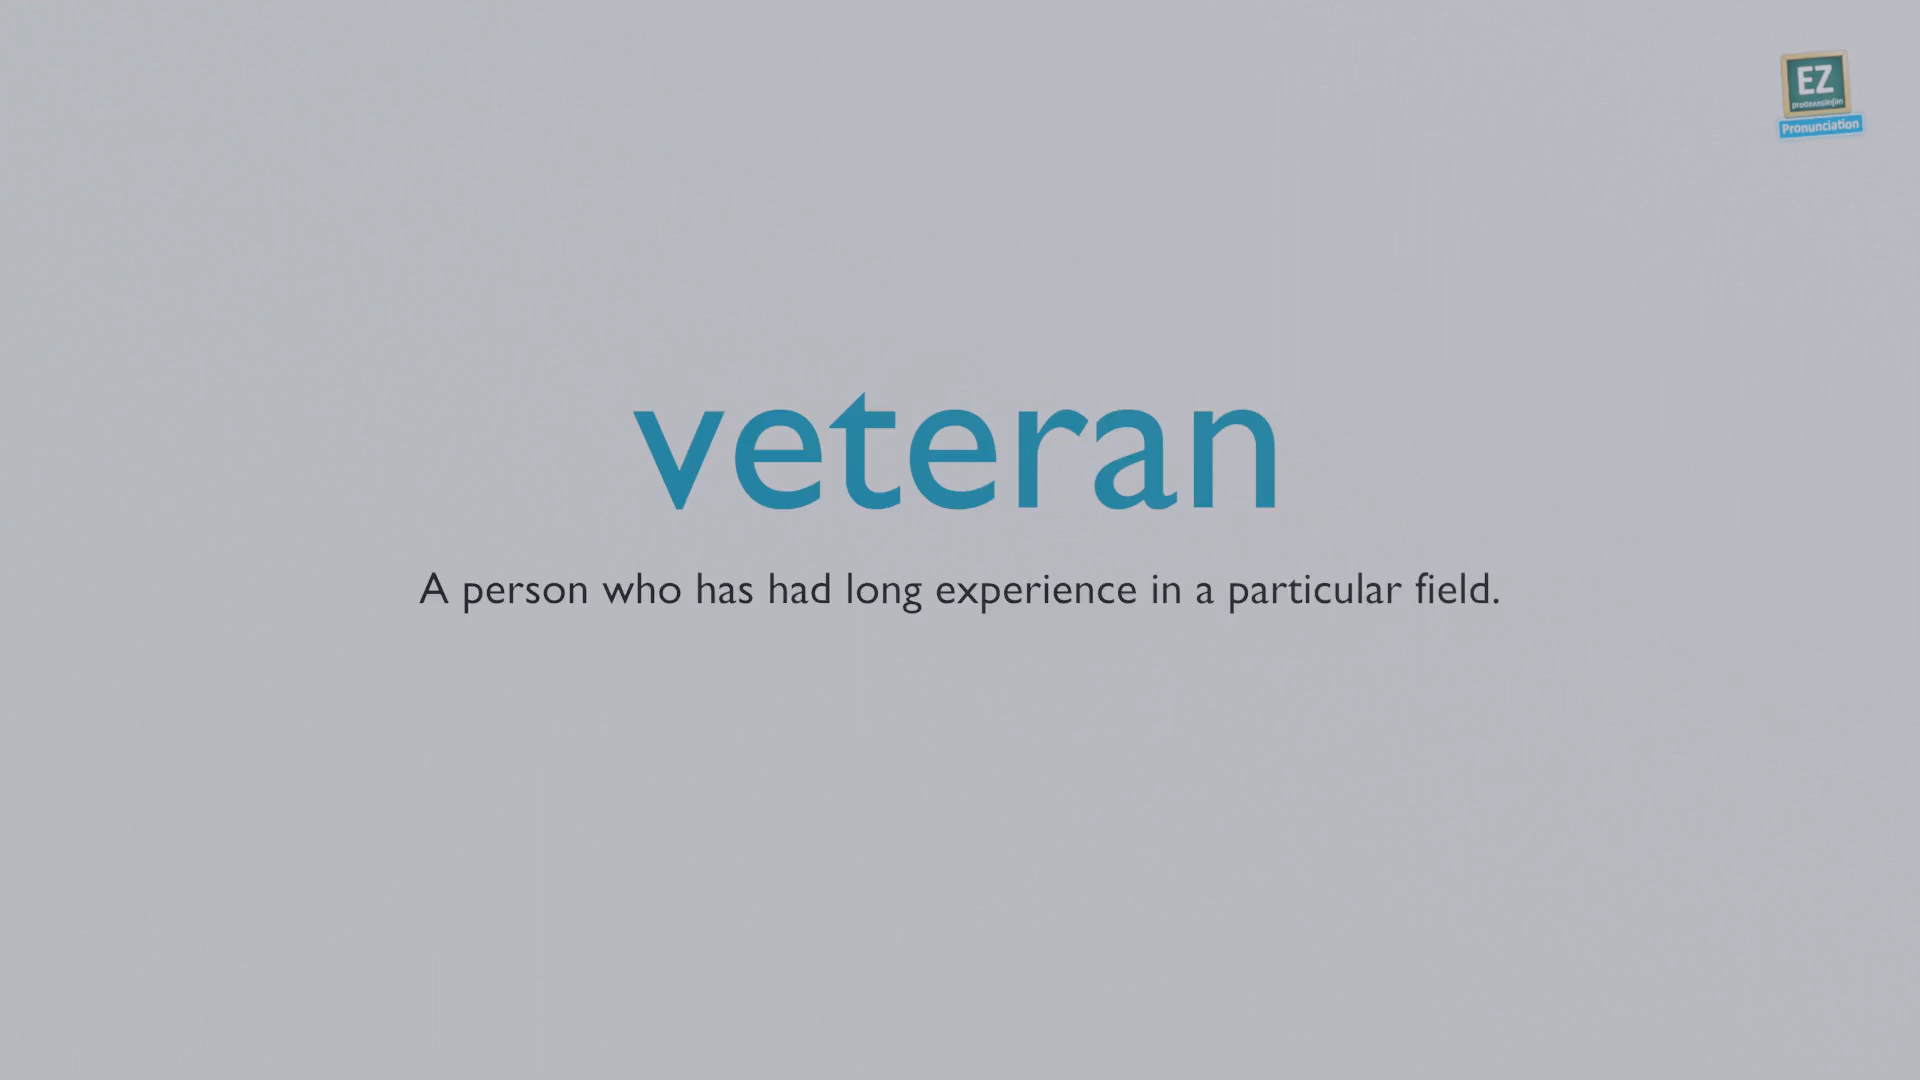 EZ
Pronunciation
veteran
A person who has had long experience in a particular field.